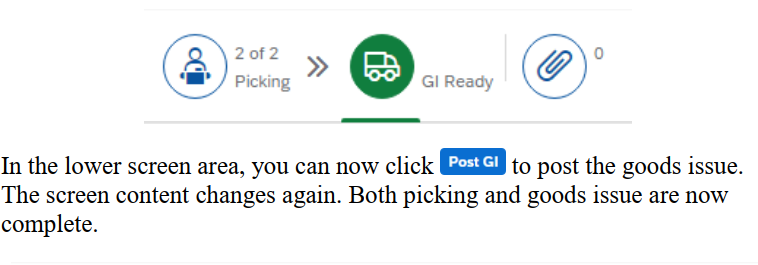 2 of 2
Picking
GI Ready
0
In the lower screen area, you can now click Post GI to post the goods issue.
The screen content changes again. Both picking and goods issue are now
complete.